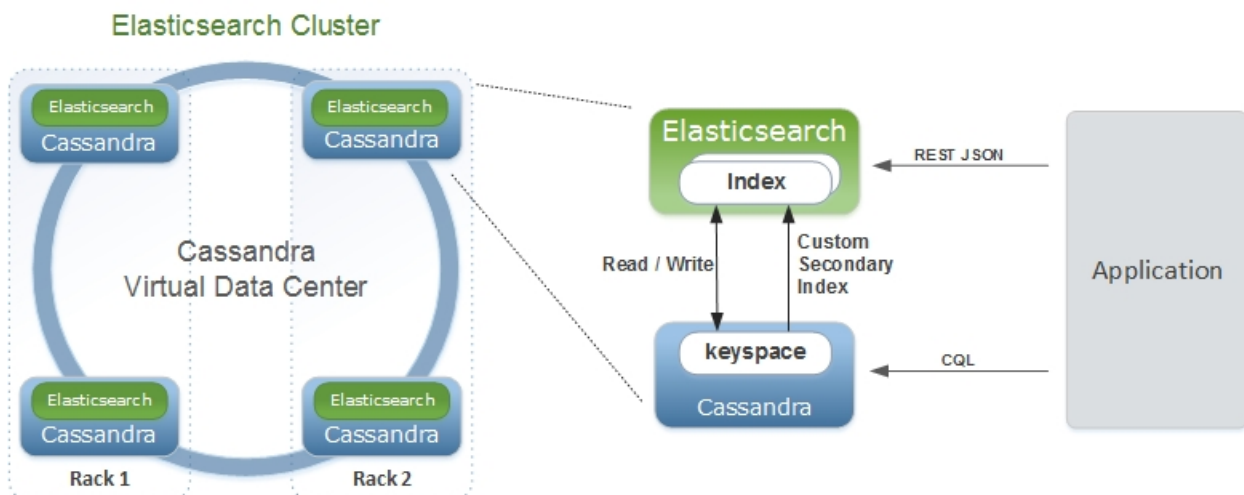 Elasticsearch Cluster
Elasticsearch
Cassandra
Elasticsearch
Cassandra
Cassandra
Virtual Data Center
Elasticsearch
Cassandra
Elasticsearch
Cassandra
Rack 1
Rack 2
Elasticsearch
Index
Read / Write
Custom
Secondary
Index
keyspace
Cassandra
REST JSON
CQL
Application